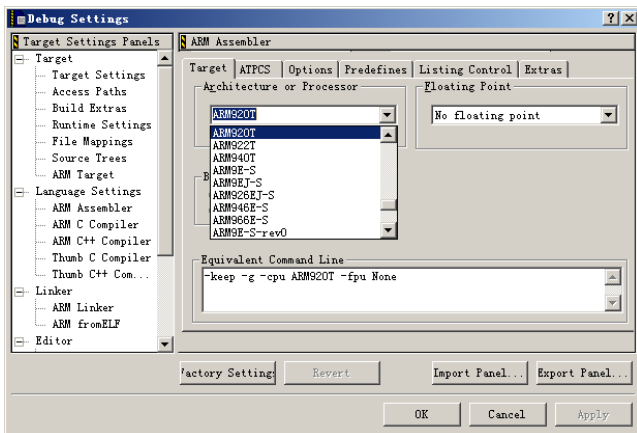 Debug Settings
Target Settings Panels
Target
Target Settings
Access Paths
Build Extras
Runtime Settings
File Mappings
Source Trees
ARM Target
Language Settings
ARM Assembler
ARM C Compiler
ARM C++ Compiler
Thumb C Compiler
Thumb C++ Com...
Linker
ARM Linker
ARM fromELF
Editor
ARM Assembler
Target ATPCS Options Predefines Listing Control Extras
Architecture or Processor
ARM920T
ARM920T
ARM922T
ARM940T
ARM9E-S
ARM9EJ-S
ARM926EJ-S
ARM946E-S
ARM966E-S
ARM9E-S-rev0
Floating Point
No floating point
B
Equivalent Command Line
-keep -g -cpu ARM920T -fpu None
actory Setting
Revert
Import Panel...
Export Panel...
OK
Cancel
Apply